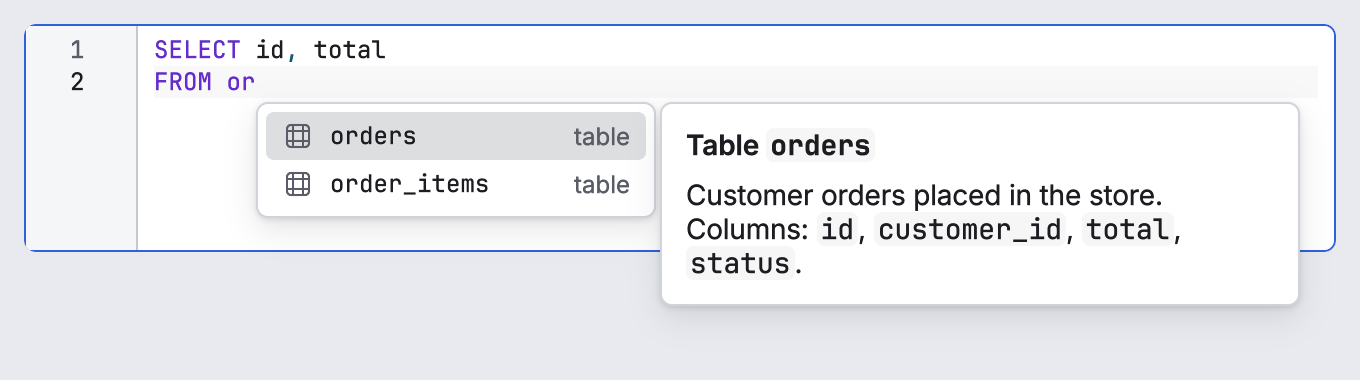 1 SELECT id, total
2 FROM or
orders table
order_items table
Table orders
Customer orders placed in the store.
Columns: id, customer_id, total,
status.